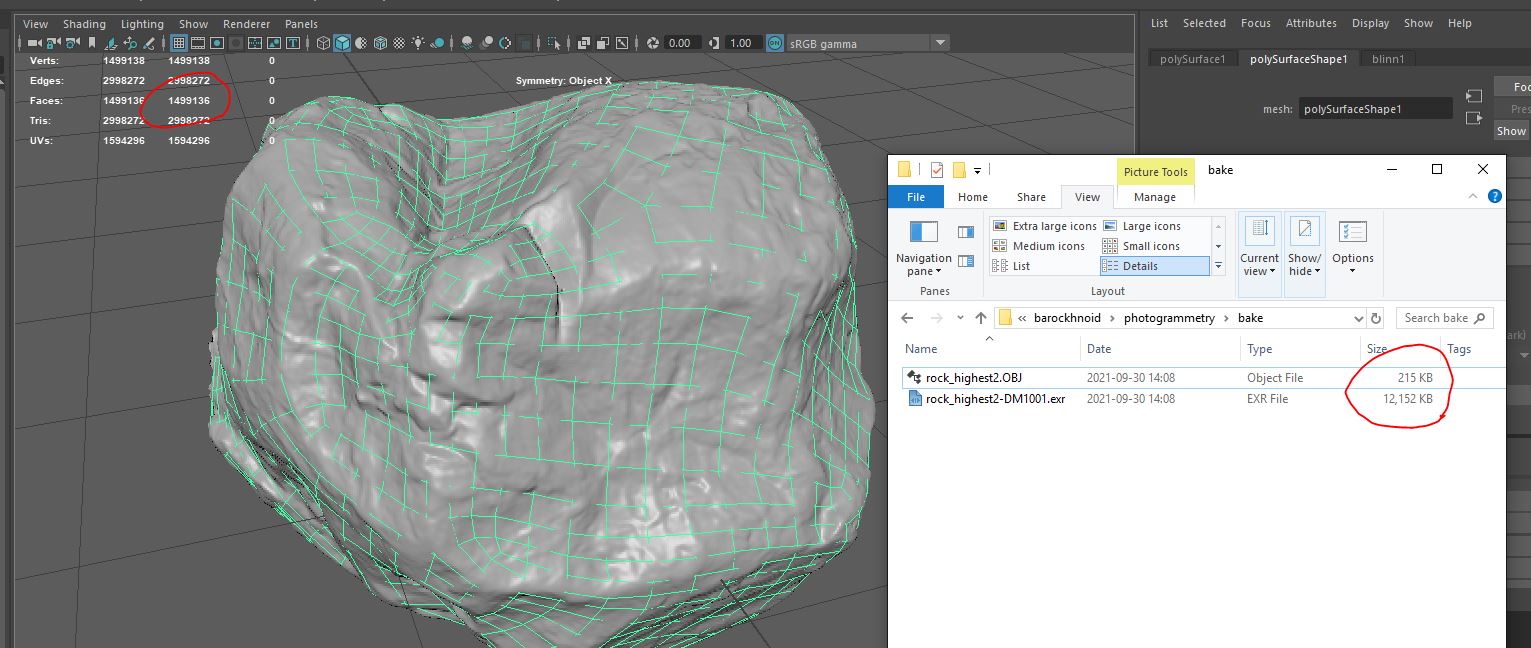 View Shading Lighting Show Renderer Panels
List Selected Focus Attributes Display Show Help
0.00 1.00 ON sRGB gamma
polySurface1 polySurfaceShape1 blinn1
Verts: 1499138 1499138 0
Edges: 2998272 2998272 0
Faces: 1499136 1499136 0
Tris: 2998272 2998272 0
UVs: 1594296 1594296 0
Symmetry: Object X
mesh: polySurfaceShape1
Foc
Pres
Show
Picture Tools bake
File Home Share View Manage
Navigation pane
Extra large icons Large icons
Medium icons Small icons
List Details
Current view
Show/ hide
Options
Panes Layout
« barockhnoid photogrammetry bake Search bake
Name Date Type Size Tags
rock_highest2.OBJ 2021-09-30 14:08 Object File 215 KB
rock_highest2-DM1001.exr 2021-09-30 14:08 EXR File 12,152 KB
ark)